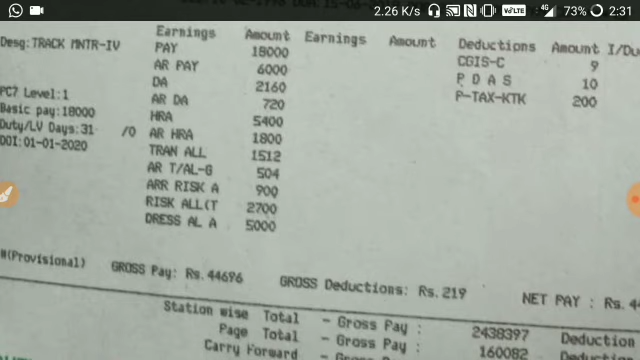 2.26 K/s VoLTE 4G 73% 2:31
Earnings Amount Earnings Amount Deductions Amount
Desg:TRACK MNTR-IV
PAY 18000 CGIS-C 9
AR PAY 6000 P D A S 10
DA 2160 P-TAX-KTK 200
PC7 Level:1
AR DA 720
Basic pay:18000
HRA 5400
Duty/LV Days:31 /0
AR HRA 1800
DOI:01-01-2020
TRAN ALL 1512
AR T/AL-G 504
ARR RISK A 900
RISK ALL(T 2700
DRESS AL A 5000
#(Provisional) GROSS Pay: Rs.44696 GROSS Deductions: Rs.219 NET PAY : Rs.44
Station wise Total - Gross Pay : 2438397 Deduction
Page Total - Gross Pay : 160082 Deduction
Carry Forward